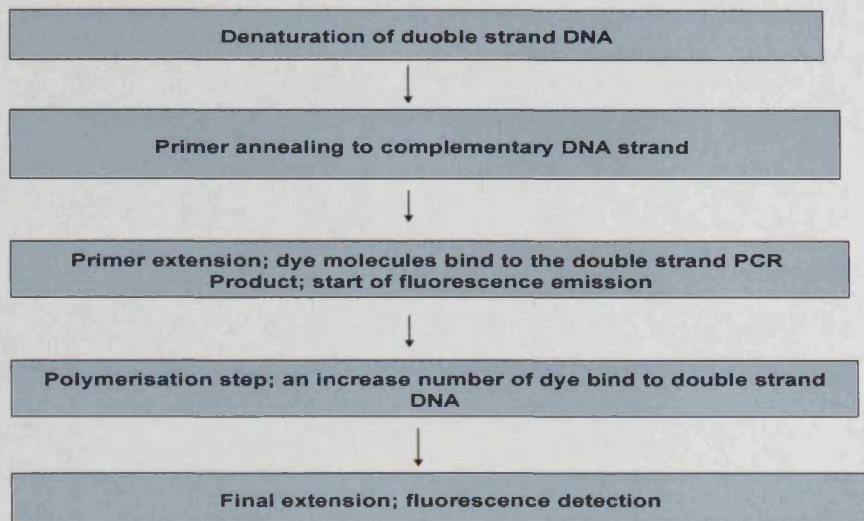 Denaturation of duoble strand DNA
Primer annealing to complementary DNA strand
Primer extension; dye molecules bind to the double strand PCR
Product; start of fluorescence emission
Polymerisation step; an increase number of dye bind to double strand
DNA
Final extension; fluorescence detection